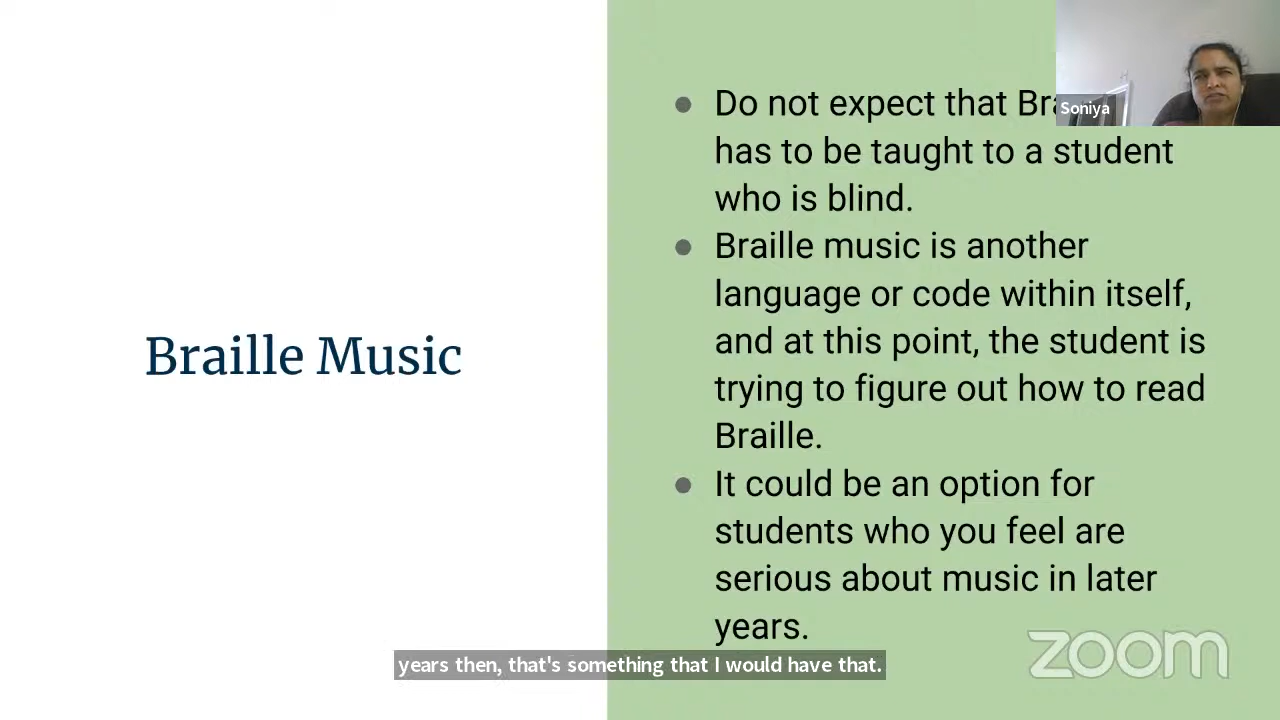 Braille Music
Do not expect that
has to be taught to a student
who is blind.
Braille music is another
language or code within itself,
and at this point, the student is
trying to figure out how to read
Braille.
It could be an option for
students who you feel are
serious about music in later
years.
Soniya
years then, that's something that I would have that.
zoom